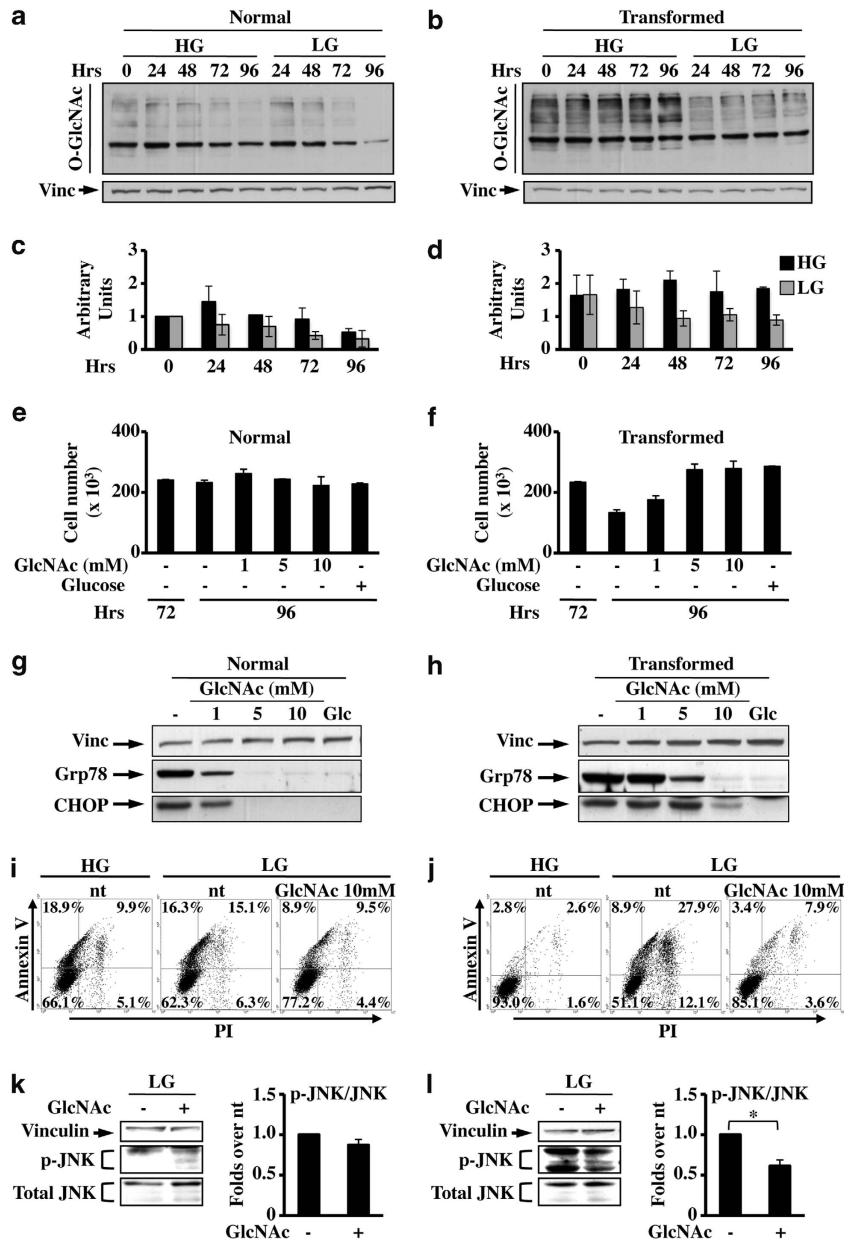 a
Normal
HG LG
Hrs 0 24 48 72 96 24 48 72 96
O-GlcNAc
Vinc
b
Transformed
HG LG
Hrs 0 24 48 72 96 24 48 72 96
O-GlcNAc
Vinc
c
Arbitrary
Units
3
2
1
0
Hrs 0 24 48 72 96
d
Arbitrary
Units
3
2
1
0
Hrs 0 24 48 72 96
HG
LG
e
Normal
Cell number
(x 10³)
400
200
0
GlcNAc (mM) - - 1 5 10 -
Glucose - - - - - +
Hrs 72 96
f
Transformed
Cell number
(x 10³)
400
200
0
GlcNAc (mM) - - 1 5 10 -
Glucose - - - - - +
Hrs 72 96
g
Normal
GlcNAc (mM)
- 1 5 10 Glc
Vinc
Grp78
CHOP
h
Transformed
GlcNAc (mM)
- 1 5 10 Glc
Vinc
Grp78
CHOP
i
HG LG
nt nt GlcNAc 10mM
18.9% 9.9% 16.3% 15.1% 8.9% 9.5%
66.1% 5.1% 62.3% 6.3% 77.2% 4.4%
Annexin V
PI
j
HG LG
nt nt GlcNAc 10mM
2.8% 2.6% 8.9% 27.9% 3.4% 7.9%
93.0% 1.6% 51.1% 12.1% 85.1% 3.6%
Annexin V
PI
k
LG
GlcNAc - +
Vinculin
p-JNK
Total JNK
p-JNK/JNK
Folds over nt
1.5
1.0
0.5
0
GlcNAc - +
l
LG
GlcNAc - +
Vinculin
p-JNK
Total JNK
p-JNK/JNK
*
Folds over nt
1.5
1.0
0.5
0
GlcNAc - +